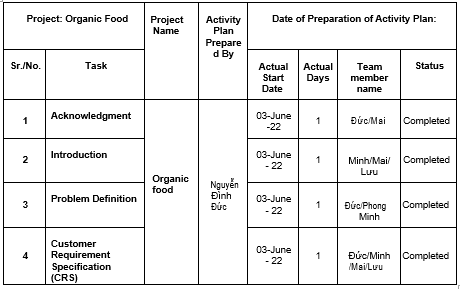 Project: Organic Food
Project
Name
Activity
Plan
Prepare
d By
Date of Preparation of Activity Plan:
Sr./No.
Task
Actual
Start
Date
Actual
Days
Team
member
name
Status
1
Acknowledgment
03-June
-22
1
Đức/Mai
Completed
2
Introduction
03-June
- 22
1
Minh/Mai/
Lưu
Completed
Organic
food
Nguyễn
Đình
Đức
3
Problem Definition
03-June
- 22
1
Đức/Phong
Minh
Completed
4
Customer
Requirement
Specification
(CRS)
03-June
- 22
1
Đức/Minh
/Mai/Lưu
Completed